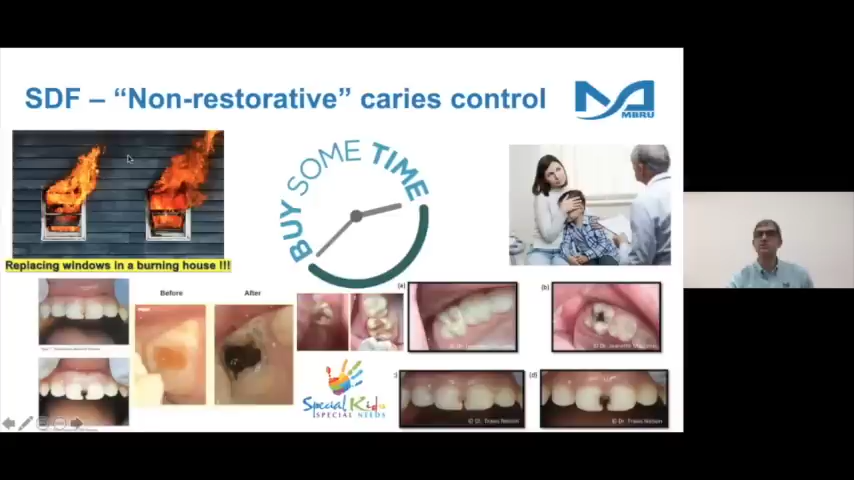 SDF – “Non-restorative” caries control
MBRU
BUY SOME TIME
Replacing windows in a burning house !!!
Before
After
(a)
(b)
Special Kids
SPECIAL NEEDS
(d)
© Dr. Travis Nelson
© Dr. Travis Nelson